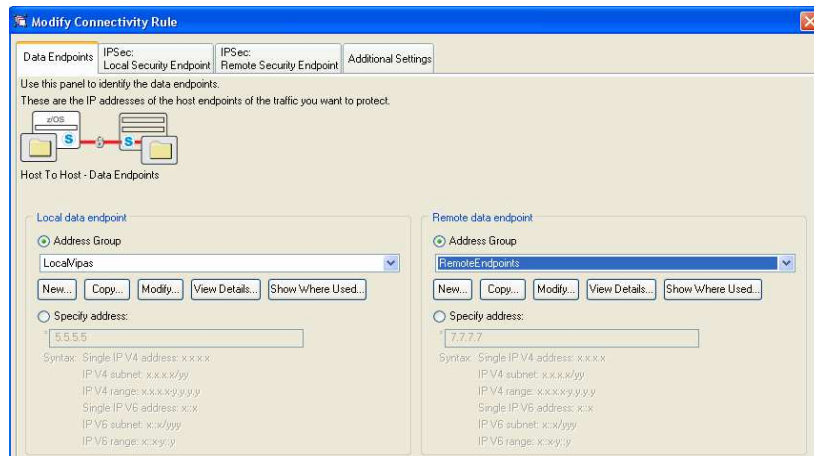 Modify Connectivity Rule
Data Endpoints
IPSec:
Local Security Endpoint
IPSec:
Remote Security Endpoint
Additional Settings
Use this panel to identify the data endpoints.
These are the IP addresses of the host endpoints of the traffic you want to protect.
z/OS
S
S
Host To Host - Data Endpoints
Local data endpoint
Address Group
LocalVipas
New... Copy... Modify... View Details... Show Where Used...
Specify address:
* 5.5.5.5
Syntax: Single IP V4 address: x.x.x.x
IP V4 subnet: x.x.x.x/yy
IP V4 range: x.x.x.x-y.y.y.y
Single IP V6 address: x::x
IP V6 subnet: x::x/yyy
IP V6 range: x::x-y::y
Remote data endpoint
Address Group
RemoteEndpoints
New... Copy... Modify... View Details... Show Where Used...
Specify address:
* 7.7.7.7
Syntax: Single IP V4 address: x.x.x.x
IP V4 subnet: x.x.x.x/yy
IP V4 range: x.x.x.x-y.y.y.y
Single IP V6 address: x::x
IP V6 subnet: x::x/yyy
IP V6 range: x::x-y::y